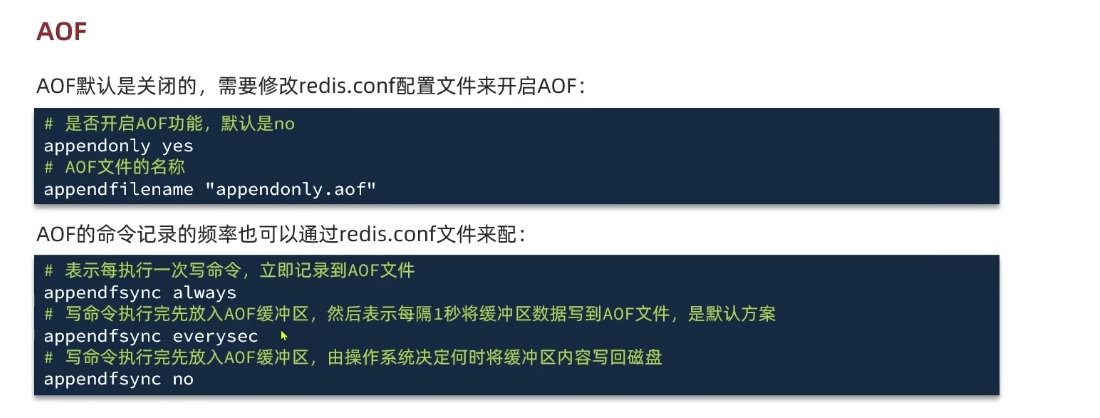 AOF
AOF默认是关闭的，需要修改redis.conf配置文件来开启AOF：
# 是否开启AOF功能，默认是no
appendonly yes
# AOF文件的名称
appendfilename "appendonly.aof"
AOF的命令记录的频率也可以通过redis.conf文件来配：
# 表示每执行一次写命令，立即记录到AOF文件
appendfsync always
# 写命令执行完先放入AOF缓冲区，然后表示每隔1秒将缓冲区数据写到AOF文件，是默认方案
appendfsync everysec
# 写命令执行完先放入AOF缓冲区，由操作系统决定何时将缓冲区内容写回磁盘
appendfsync no